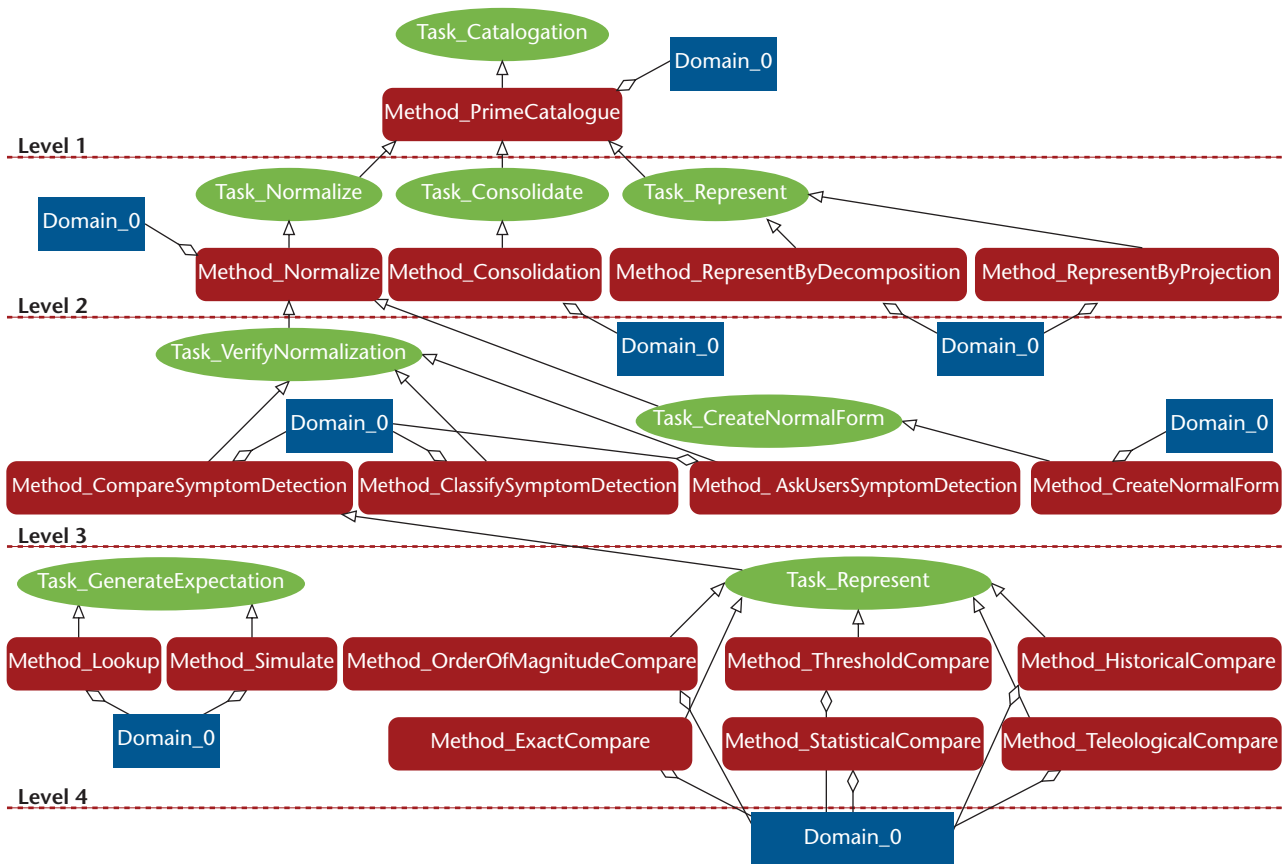 Task_Catalogation
Domain_0
Method_PrimeCatalogue
Level 1
Task_Normalize
Task_Consolidate
Task_Represent
Domain_0
Method_Normalize
Method_Consolidation
Method_RepresentByDecomposition
Method_RepresentByProjection
Level 2
Task_VerifyNormalization
Domain_0
Domain_0
Domain_0
Task_CreateNormalForm
Domain_0
Method_CompareSymptomDetection
Method_ClassifySymptomDetection
Method_ AskUsersSymptomDetection
Method_CreateNormalForm
Level 3
Task_GenerateExpectation
Task_Represent
Method_Lookup
Method_Simulate
Method_OrderOfMagnitudeCompare
Method_ThresholdCompare
Method_HistoricalCompare
Domain_0
Method_ExactCompare
Method_StatisticalCompare
Method_TeleologicalCompare
Level 4
Domain_0